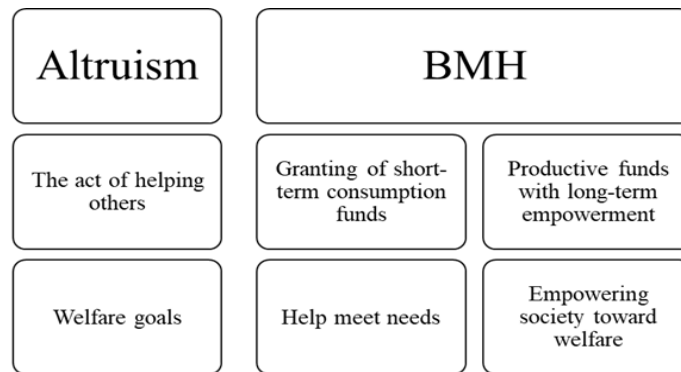 Altruism
BMH
The act of helping
others
Granting of short-
term consumption
funds
Productive funds
with long-term
empowerment
Welfare goals
Help meet needs
Empowering
society toward
welfare